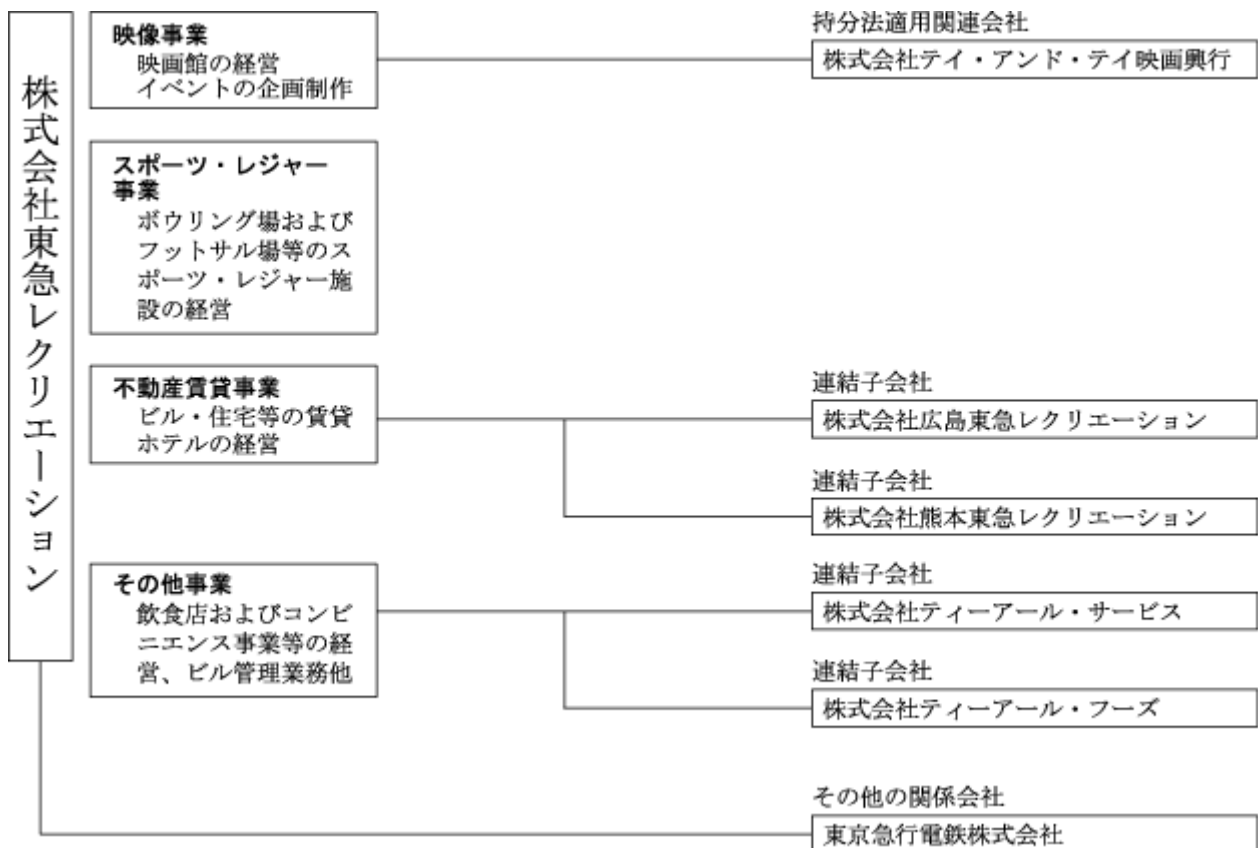 株式会社東急レクリエーション
映像事業
映画館の経営
イベントの企画制作
持分法適用関連会社
株式会社テイ・アンド・テイ映画興行
スポーツ・レジャー
事業
ボウリング場および
フットサル場等のス
ポーツ・レジャー施
設の経営
不動産賃貸事業
ビル・住宅等の賃貸
ホテルの経営
連結子会社
株式会社広島東急レクリエーション
連結子会社
株式会社熊本東急レクリエーション
その他事業
飲食店およびコンビ
ニエンス事業等の経
営、ビル管理業務他
連結子会社
株式会社ティーアール・サービス
連結子会社
株式会社ティーアール・フーズ
その他の関係会社
東京急行電鉄株式会社